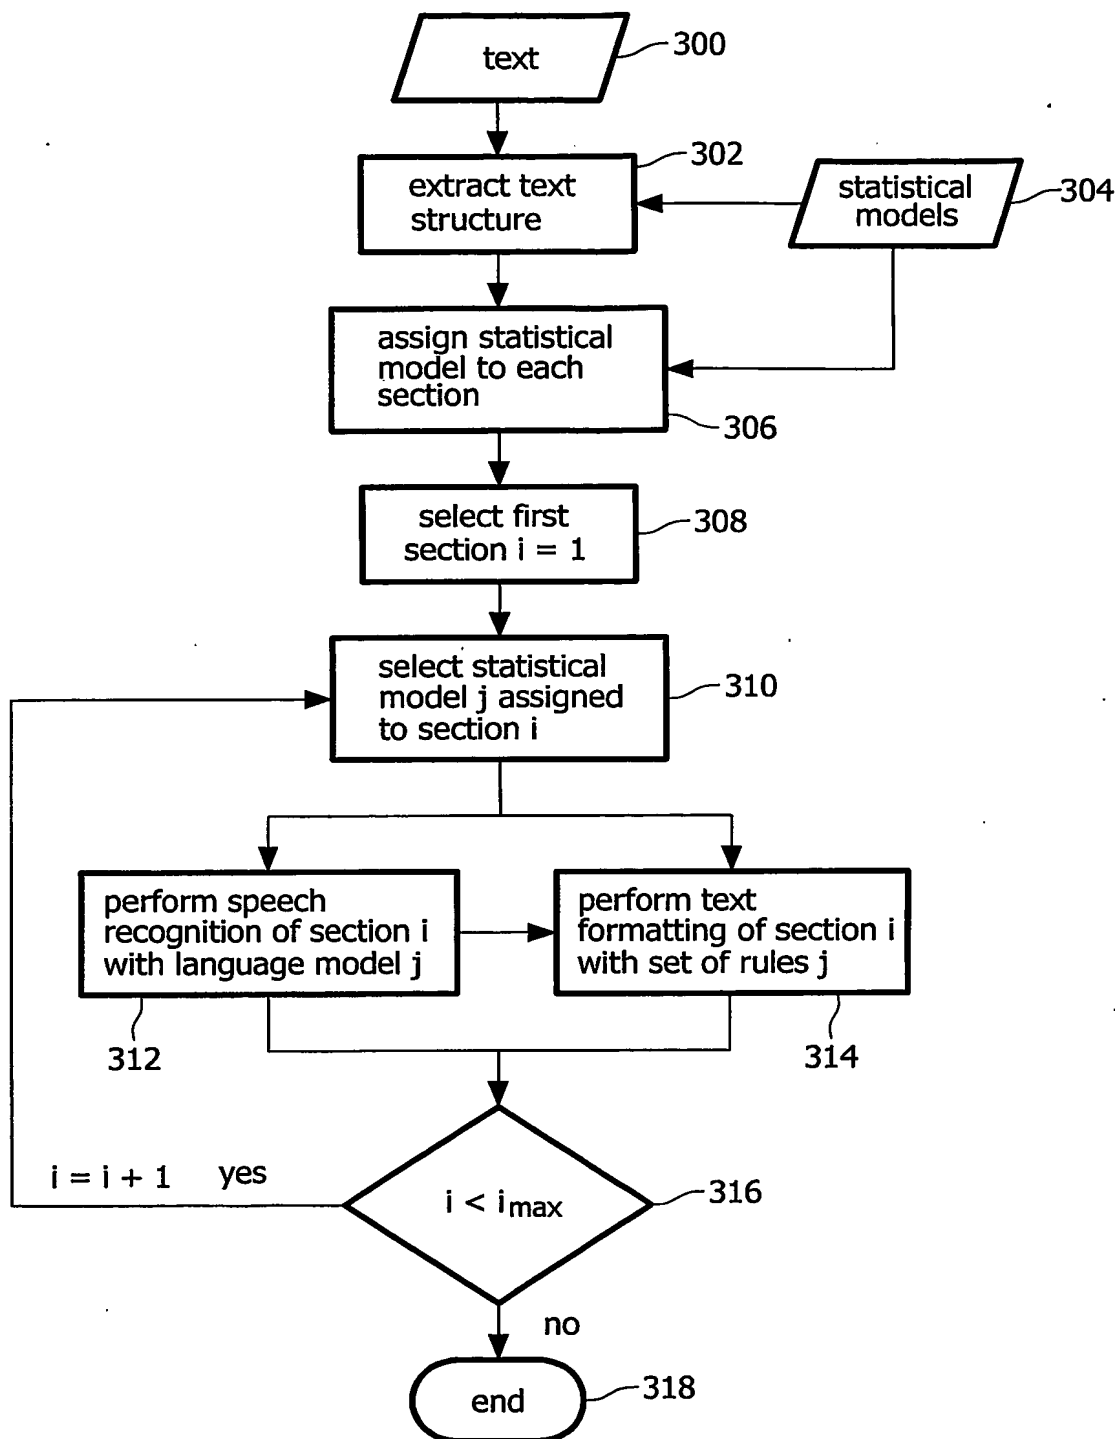 text
300
302
extract text
structure
statistical
models
304
assign statistical
model to each
section
306
select first
section i = 1
308
select statistical
model j assigned
to section i
310
perform speech
recognition of section i
with language model j
perform text
formatting of section i
with set of rules j
312
314
i = i + 1 yes
i < imax
316
no
end
318